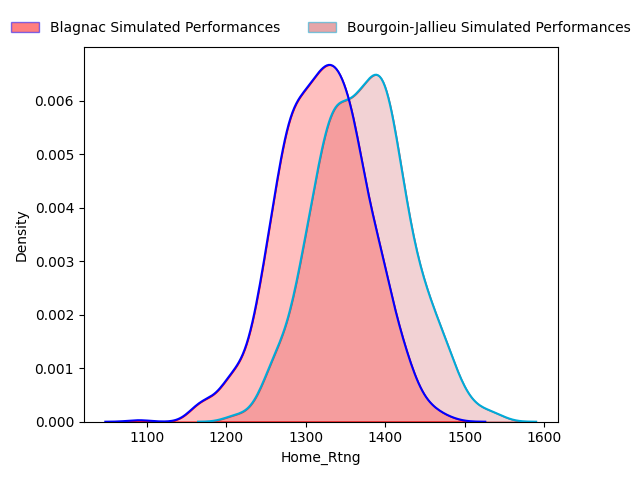 Blagnac Simulated Performances
Bourgoin-Jallieu Simulated Performances
0.006
0.005
0.004
0.003
0.002
0.001
0.000
Density
1100 1200 1300 1400 1500 1600
Home_Rtng